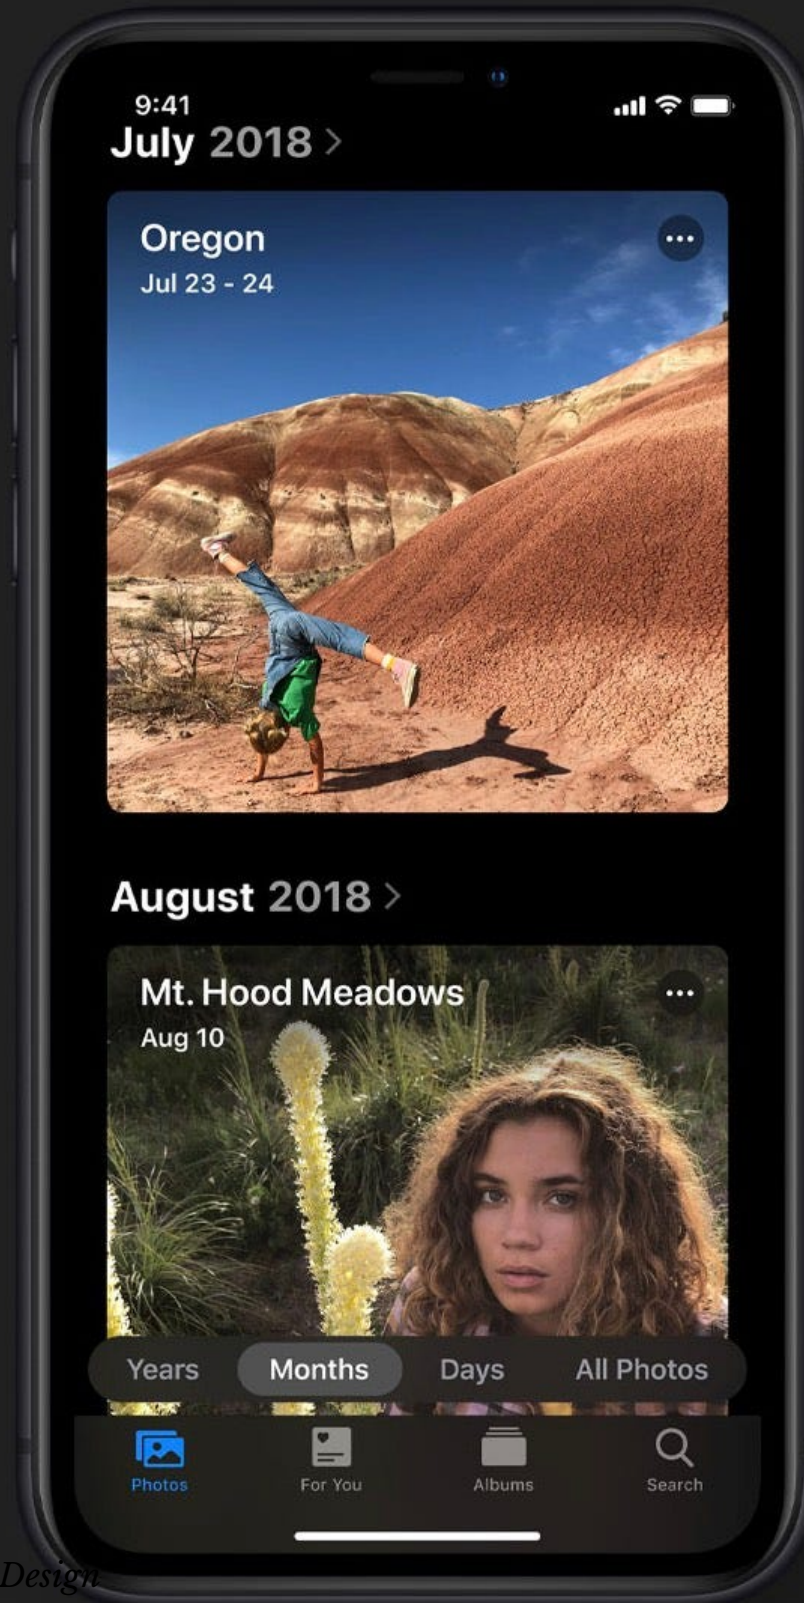 9:41
July 2018 >
Oregon
Jul 23 - 24
August 2018 >
Mt. Hood Meadows
Aug 10
Years Months Days All Photos
Photos For You Albums Search
Design